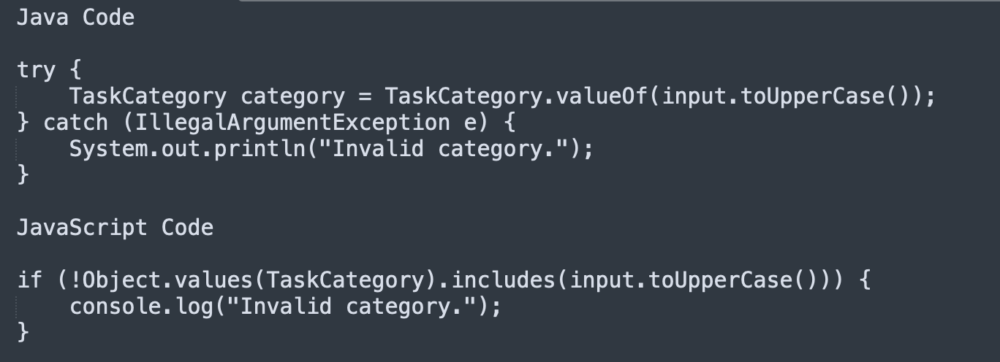 Java Code
try {
    TaskCategory category = TaskCategory.valueOf(input.toUpperCase());
} catch (IllegalArgumentException e) {
    System.out.println("Invalid category.");
}
JavaScript Code
if (!Object.values(TaskCategory).includes(input.toUpperCase())) {
    console.log("Invalid category.");
}